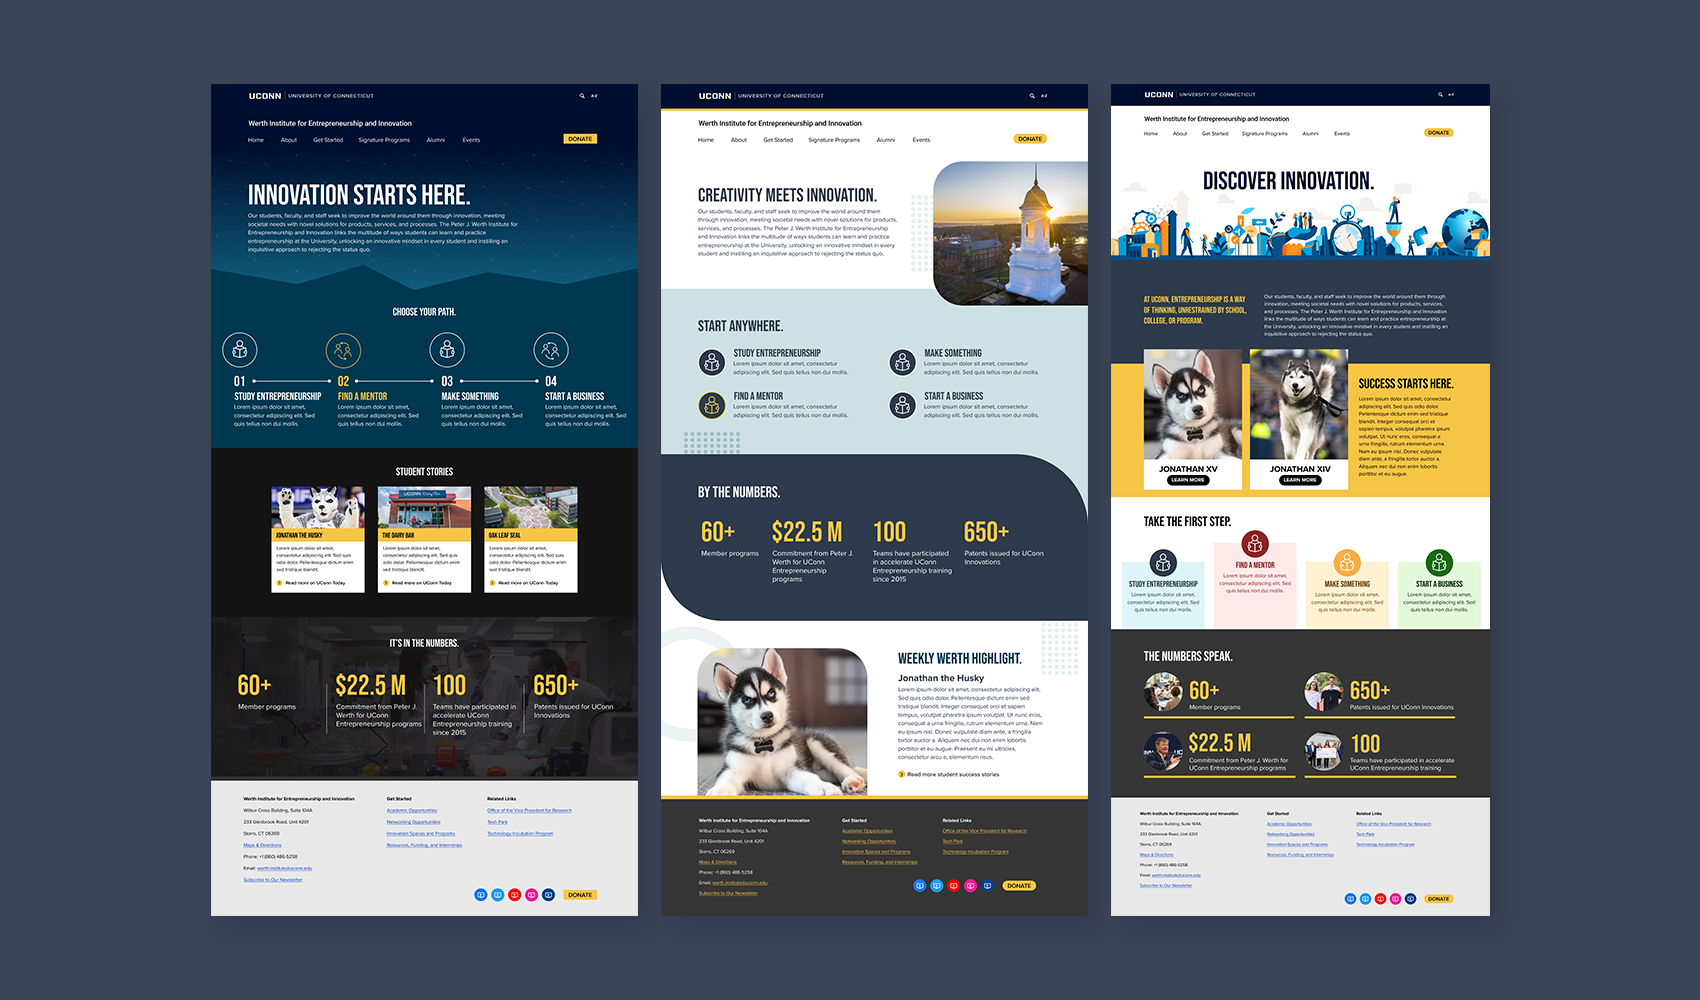 UCONN | UNIVERSITY OF CONNECTICUT
A-Z
Werth Institute for Entrepreneurship and Innovation
Home About Get Started Signature Programs Alumni Events
DONATE
INNOVATION STARTS HERE.
Our students, faculty, and staff seek to improve the world around them through innovation, meeting
societal needs with novel solutions for products, services, and processes. The Peter J. Werth Institute for
Entrepreneurship and Innovation links the multitude of ways students can learn and practice
entrepreneurship at the University, unlocking an innovative mindset in every student and instilling an
inquisitive approach to rejecting the status quo.
CHOOSE YOUR PATH.
01
STUDY ENTREPRENEURSHIP
Lorem ipsum dolor sit amet,
consectetur adipiscing elit. Sed
quis tellus non dui mollis.
02
FIND A MENTOR
Lorem ipsum dolor sit amet,
consectetur adipiscing elit. Sed
quis tellus non dui mollis.
03
MAKE SOMETHING
Lorem ipsum dolor sit amet,
consectetur adipiscing elit. Sed
quis tellus non dui mollis.
04
START A BUSINESS
Lorem ipsum dolor sit amet,
consectetur adipiscing elit. Sed
quis tellus non dui mollis.
STUDENT STORIES
JONATHAN THE HUSKY
Lorem ipsum dolor sit amet,
consectetur adipiscing elit. Sed quis
odio dolor. Pellentesque dictum enim
sed tristique blandit.
Read more on UConn Today
UCONN Dairy Bar
THE DAIRY BAR
Lorem ipsum dolor sit amet,
consectetur adipiscing elit. Sed quis
odio dolor. Pellentesque dictum enim
sed tristique blandit.
Read more on UConn Today
OAK LEAF SEAL
Lorem ipsum dolor sit amet,
consectetur adipiscing elit. Sed quis
odio dolor. Pellentesque dictum enim
sed tristique blandit.
Read more on UConn Today
IT'S IN THE NUMBERS.
60+
Member programs
$22.5 M
Commitment from Peter J.
Werth for UConn
Entrepreneurship programs
100
Teams have participated in
accelerate UConn
Entrepreneurship training
since 2015
650+
Patents issued for UConn
Innovations
Werth Institute for Entrepreneurship and Innovation
Wilbur Cross Building, Suite 104A
233 Glenbrook Road, Unit 4201
Storrs, CT 06269
Maps & Directions
Phone: +1 (860) 486-5258
Email: werth.institute@uconn.edu
Subscribe to Our Newsletter
Get Started
Academic Opportunities
Networking Opportunities
Innovation Spaces and Programs
Resources, Funding, and Internships
Related Links
Office of the Vice President for Research
Tech Park
Technology Incubation Program
DONATE
UCONN | UNIVERSITY OF CONNECTICUT
A-Z
Werth Institute for Entrepreneurship and Innovation
Home About Get Started Signature Programs Alumni Events
DONATE
CREATIVITY MEETS INNOVATION.
Our students, faculty, and staff seek to improve the world around them
through innovation, meeting societal needs with novel solutions for products,
services, and processes. The Peter J. Werth Institute for Entrepreneurship
and Innovation links the multitude of ways students can learn and practice
entrepreneurship at the University, unlocking an innovative mindset in every
student and instilling an inquisitive approach to rejecting the status quo.
START ANYWHERE.
STUDY ENTREPRENEURSHIP
Lorem ipsum dolor sit amet, consectetur
adipiscing elit. Sed quis tellus non dui mollis.
MAKE SOMETHING
Lorem ipsum dolor sit amet, consectetur
adipiscing elit. Sed quis tellus non dui mollis.
FIND A MENTOR
Lorem ipsum dolor sit amet, consectetur
adipiscing elit. Sed quis tellus non dui mollis.
START A BUSINESS
Lorem ipsum dolor sit amet, consectetur
adipiscing elit. Sed quis tellus non dui mollis.
BY THE NUMBERS.
60+
Member programs
$22.5 M
Commitment from Peter J.
Werth for UConn
Entrepreneurship
programs
100
Teams have participated
in accelerate UConn
Entrepreneurship training
since 2015
650+
Patents issued for UConn
Innovations
WEEKLY WERTH HIGHLIGHT.
Jonathan the Husky
Lorem ipsum dolor sit amet, consectetur adipiscing elit.
Sed quis odio dolor. Pellentesque dictum enim sed
tristique blandit. Integer consequat orci et sapien
tempus, volutpat pharetra ipsum volutpat. Ut nunc eros,
consequat a urna fringilla, rutrum dignissim erat. Nam
eu ipsum nisl. Donec vulputate diam ante, a fringilla
tortor auctor a. Aliquam nec dui non enim lobortis
porttitor et eu augue. Praesent eu mi ultricies,
consectetur arcu a, elementum risus.
Read more student success stories
Werth Institute for Entrepreneurship and Innovation
Wilbur Cross Building, Suite 104A
233 Glenbrook Road, Unit 4201
Storrs, CT 06269
Maps & Directions
Phone: +1 (860) 486-5258
Email: werth.institute@uconn.edu
Subscribe to Our Newsletter
Get Started
Academic Opportunities
Networking Opportunities
Innovation Spaces and Programs
Resources, Funding, and Internships
Related Links
Office of the Vice President for Research
Tech Park
Technology Incubation Program
DONATE
UCONN | UNIVERSITY OF CONNECTICUT
A-Z
Werth Institute for Entrepreneurship and Innovation
Home About Get Started Signature Programs Alumni Events
DONATE
DISCOVER INNOVATION.
AT UCONN, ENTREPRENEURSHIP IS A WAY
OF THINKING, UNRESTRAINED BY SCHOOL,
COLLEGE, OR PROGRAM.
Our students, faculty, and staff seek to improve the world around them through
innovation, meeting societal needs with novel solutions for products, services,
and processes. The Peter J. Werth Institute for Entrepreneurship and Innovation
links the multitude of ways students can learn and practice entrepreneurship at
the University, unlocking an innovative mindset in every student and instilling an
inquisitive approach to rejecting the status quo.
JONATHAN XV
LEARN MORE
JONATHAN XIV
LEARN MORE
SUCCESS STARTS HERE.
Lorem ipsum dolor sit amet,
consectetur adipiscing elit.
Sed quis odio dolor.
Pellentesque dictum enim
sed tristique
blandit. Integer consequat orci et
sapien tempus, volutpat pharetra ipsum
volutpat. Ut nunc eros, consequat a
urna fringilla, rutrum dignissim erat.
Nam eu ipsum nisl. Donec vulputate
diam ante, a fringilla tortor auctor a.
Aliquam nec dui non enim lobortis
porttitor et eu augue.
TAKE THE FIRST STEP.
STUDY ENTREPRENEURSHIP
Lorem ipsum dolor sit amet,
consectetur adipiscing elit. Sed
quis tellus non dui mollis.
FIND A MENTOR
Lorem ipsum dolor sit amet,
consectetur adipiscing elit. Sed
quis tellus non dui mollis.
MAKE SOMETHING
Lorem ipsum dolor sit amet,
consectetur adipiscing elit. Sed
quis tellus non dui mollis.
START A BUSINESS
Lorem ipsum dolor sit amet,
consectetur adipiscing elit. Sed
quis tellus non dui mollis.
THE NUMBERS SPEAK.
60+
Member programs
650+
Patents issued for UConn Innovations
$22.5 M
Commitment from Peter J. Werth for
UConn Entrepreneurship programs
100
Teams have participated in accelerate
UConn Entrepreneurship training
Werth Institute for Entrepreneurship and Innovation
Wilbur Cross Building, Suite 104A
233 Glenbrook Road, Unit 4201
Storrs, CT 06269
Maps & Directions
Phone: +1 (860) 486-5258
Email: werth.institute@uconn.edu
Subscribe to Our Newsletter
Get Started
Academic Opportunities
Networking Opportunities
Innovation Spaces and Programs
Resources, Funding, and Internships
Related Links
Office of the Vice President for Research
Tech Park
Technology Incubation Program
DONATE